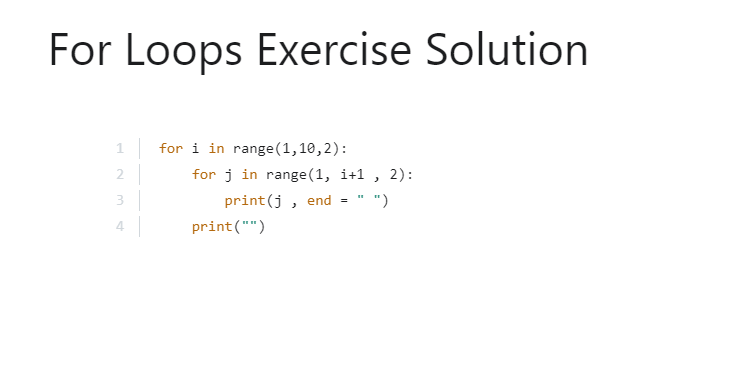 For Loops Exercise Solution
1 for i in range(1,10,2):
2     for j in range(1, i+1 , 2):
3         print(j , end = " ")
4     print("")